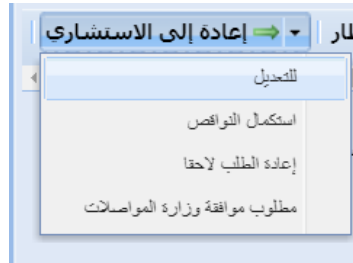 إعادة إلى الاستشاري
للتعديل
استكمال النواقص
إعادة الطلب لاحقا
مطلوب موافقة وزارة المواصلات